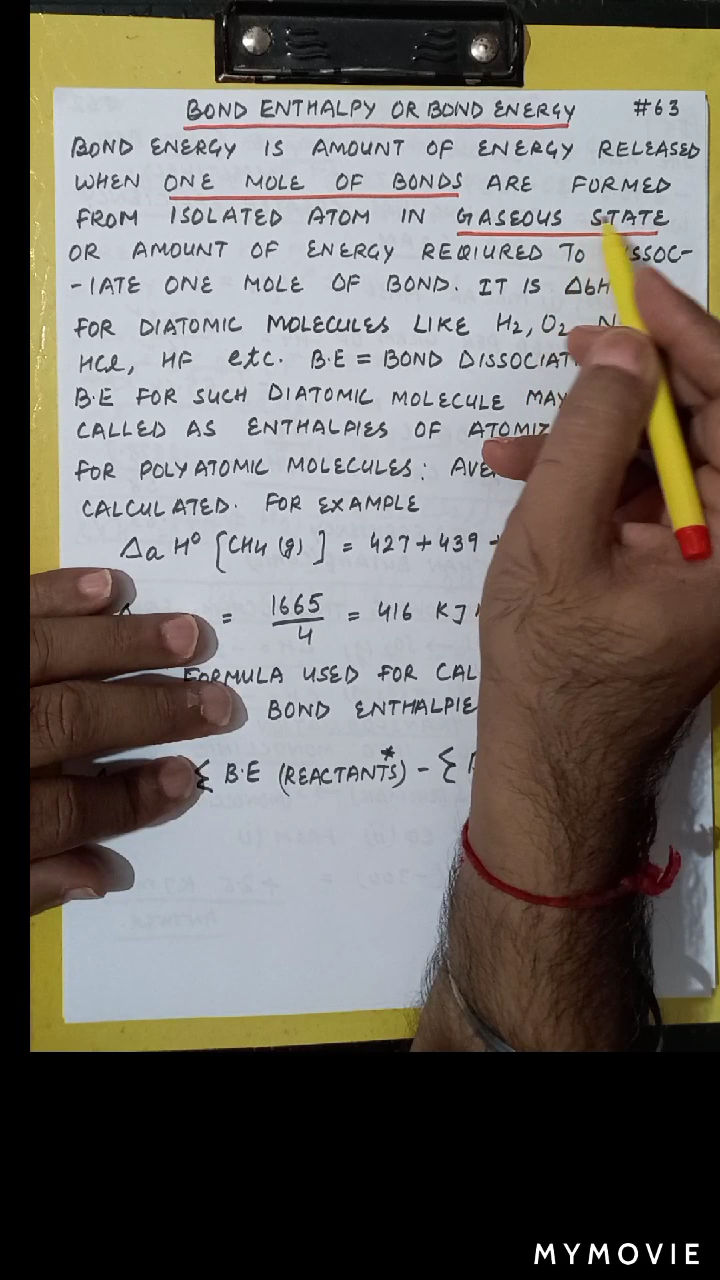 BOND ENTHALPY OR BOND ENERGY #63
BOND ENERGY IS AMOUNT OF ENERGY RELEASED
WHEN ONE MOLE OF BONDS ARE FORMED
FROM ISOLATED ATOM IN GASEOUS STATE
OR AMOUNT OF ENERGY REQIURED TO
-IATE ONE MOLE OF BOND. IT IS ΔbH
FOR DIATOMIC MOLECULES LIKE H2, O2
HCl, HF etc. B.E = BOND DISSOCIAT
B.E FOR SUCH DIATOMIC MOLECULE MAY
CALLED AS ENTHALPIES OF ATOMIZ
FOR POLYATOMIC MOLECULES: AVE
CALCULATED. FOR EXAMPLE
Δa H° [CH4 (g)] = 427+439
= 1665/4 = 416 KJ
FORMULA USED FOR CAL
BOND ENTHALPIE
Σ B.E (REACTANTS*) - Σ
MYMOVIE